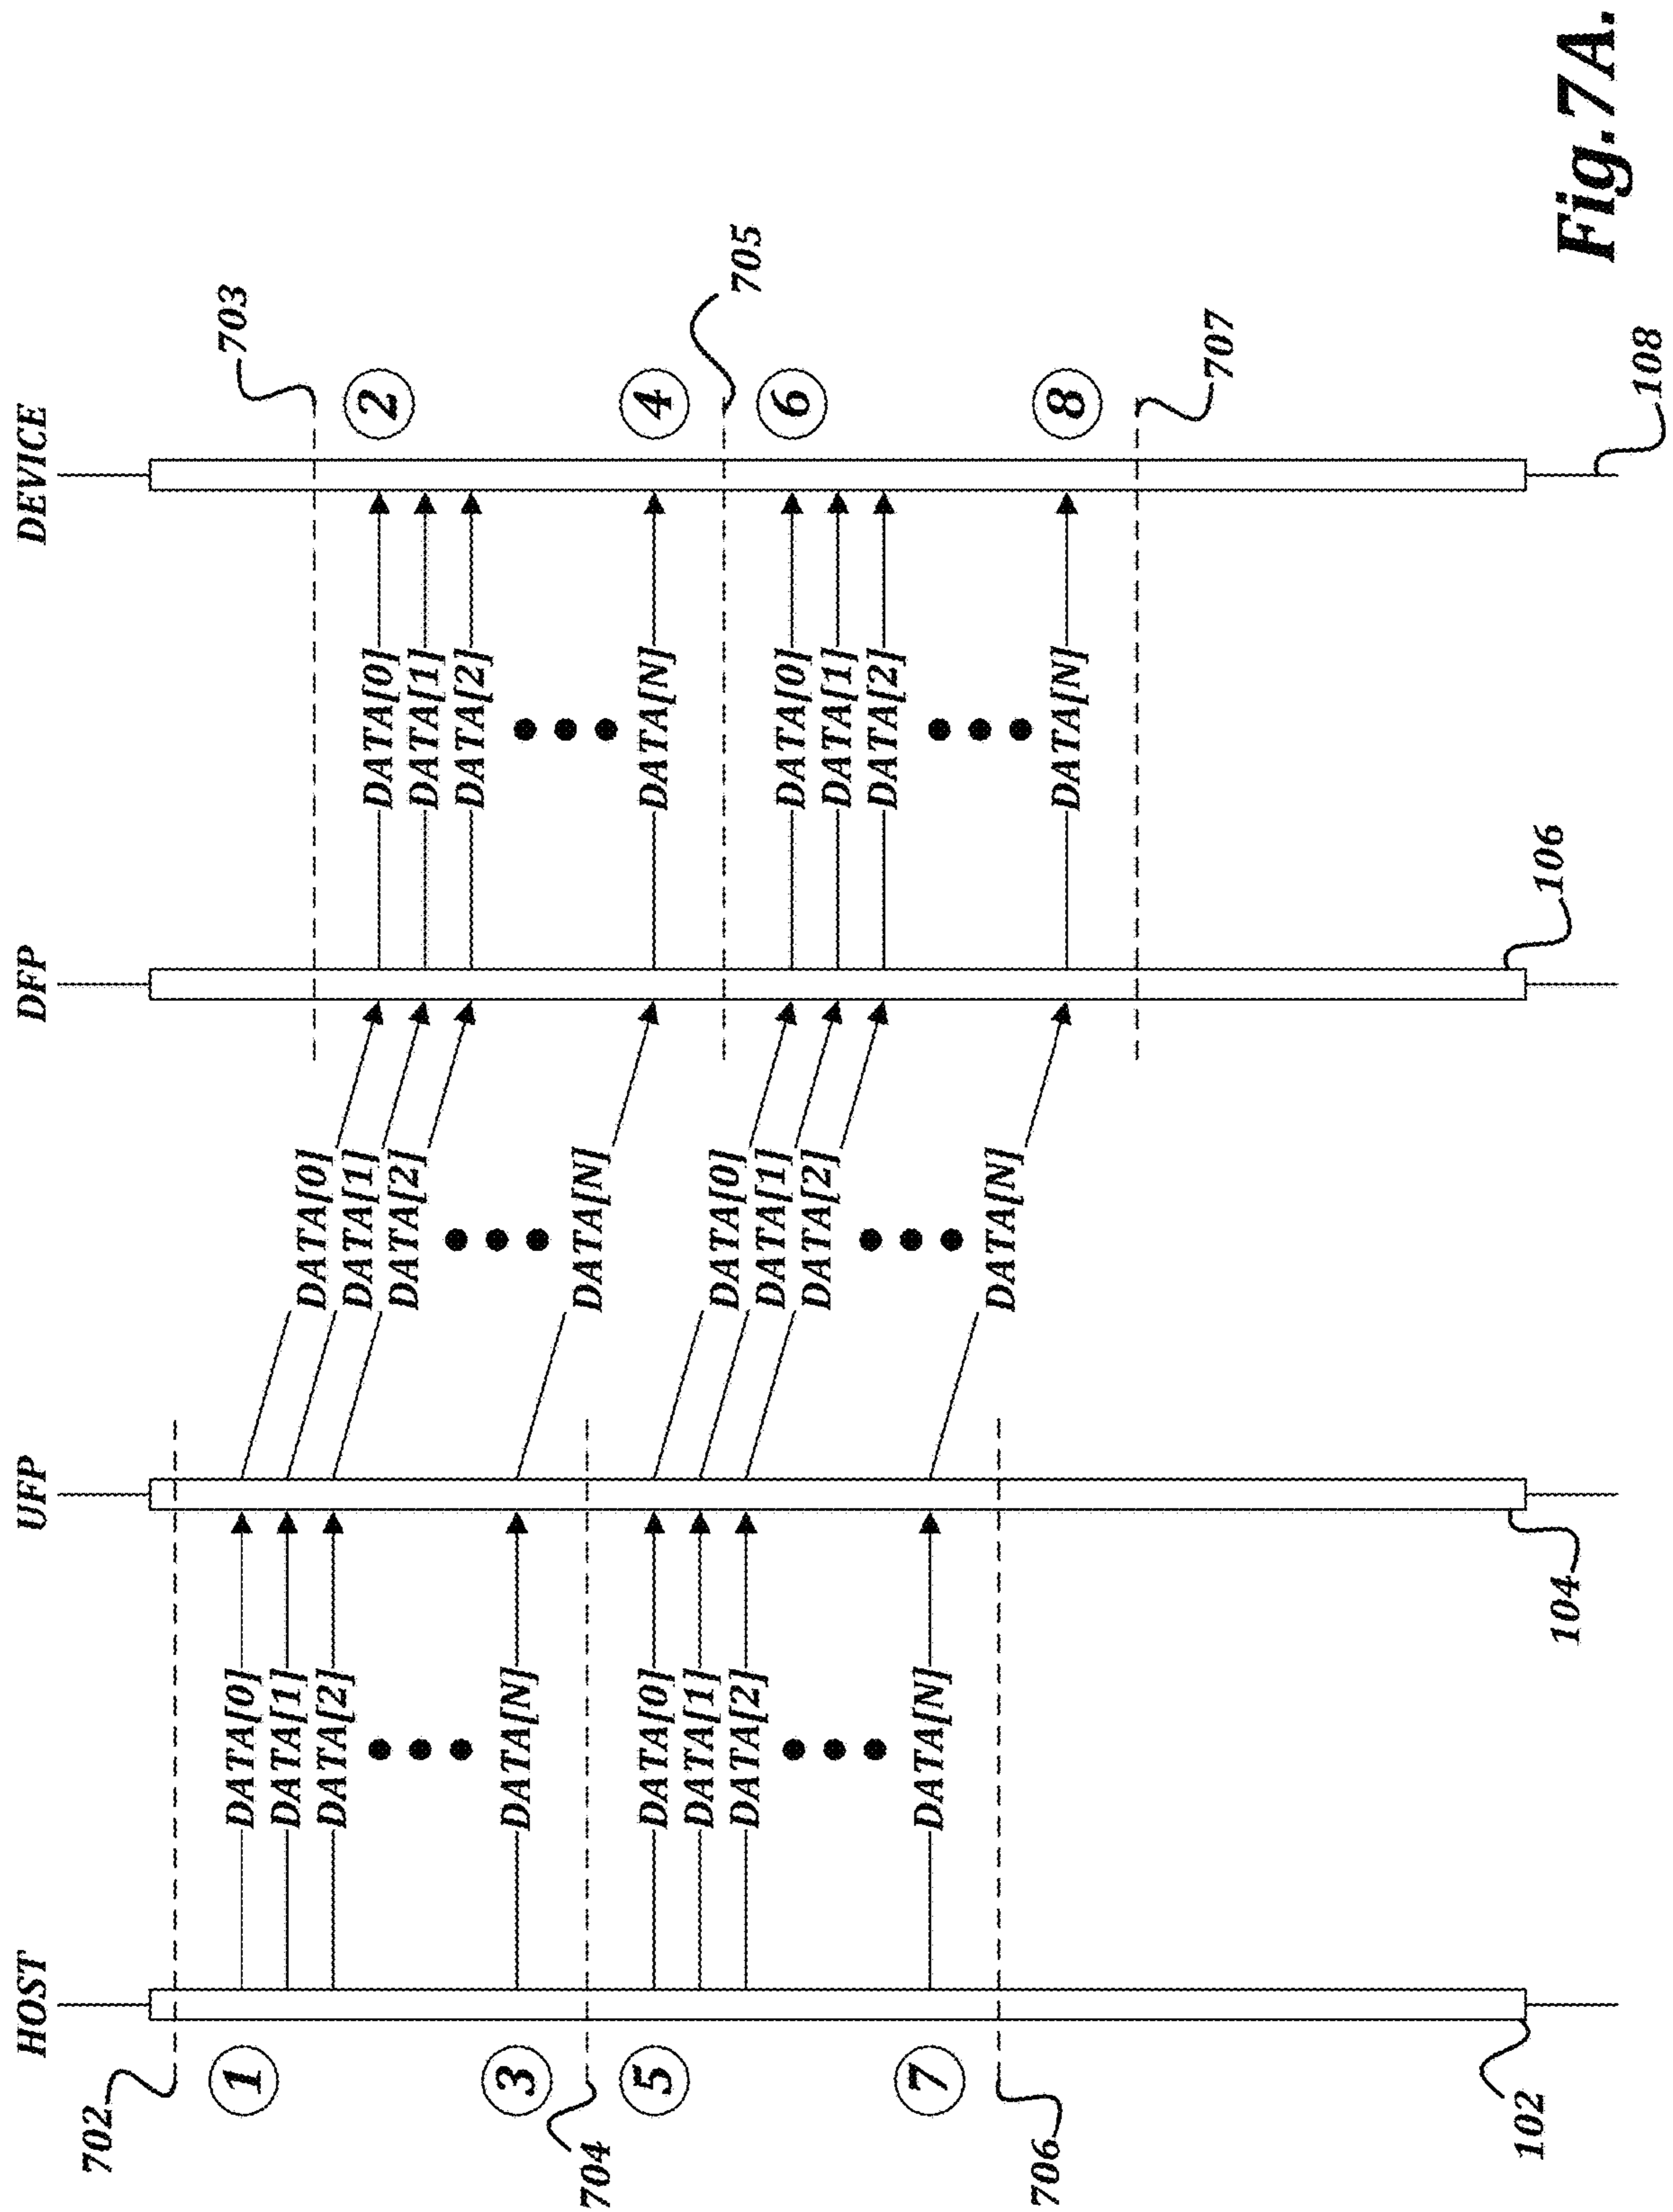 HOST UFP DFP DEVICE
702
703
1
DATA[0]
DATA[1]
DATA[2]
DATA[N]
3
704
DATA[0]
DATA[1]
DATA[2]
DATA[N]
2
DATA[0]
DATA[1]
DATA[2]
DATA[N]
4
705
5
DATA[0]
DATA[1]
DATA[2]
DATA[N]
7
706
DATA[0]
DATA[1]
DATA[2]
DATA[N]
6
DATA[0]
DATA[1]
DATA[2]
DATA[N]
8
707
102
104
106
108
Fig.7A.